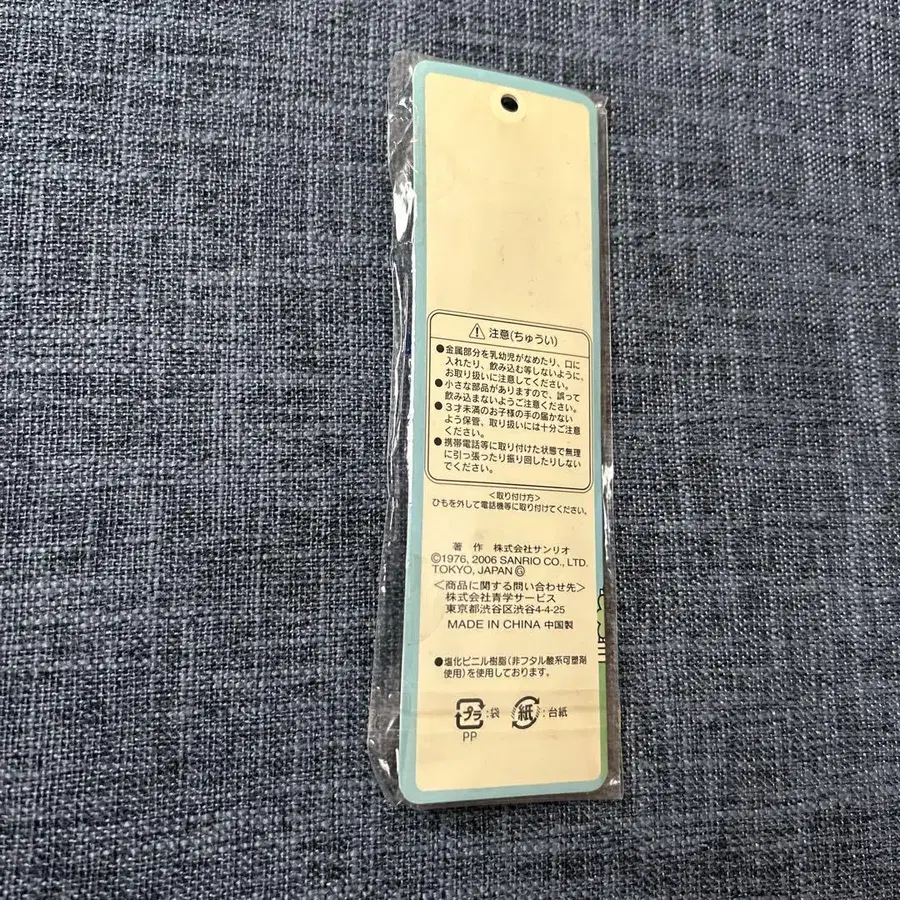 ⚠ 注意(ちゅうい)
●金属部分を乳幼児がなめたり、口に
入れたり、飲み込む等しないように、
お取り扱いに注意してください。
●小さな部品がありますので、誤って
飲み込まないようご注意ください。
●3才未満のお子様の手の届かない
よう保管、取り扱いには十分ご注意
ください。
●携帯電話等に取り付けた状態で無理
に引っ張ったり振り回したりしない
でください。
<取り付け方>
ひもを外して電話機等に取り付けてください。
著 作 株式会社サンリオ
©1976, 2006 SANRIO CO., LTD.
TOKYO, JAPAN Ⓖ
<商品に関する問い合わせ先>
株式会社青学サービス
東京都渋谷区渋谷4-4-25
MADE IN CHINA 中国製
●塩化ビニル樹脂(非フタル酸系可塑剤
使用)を使用しております。
プラ:袋 紙:台紙
PP